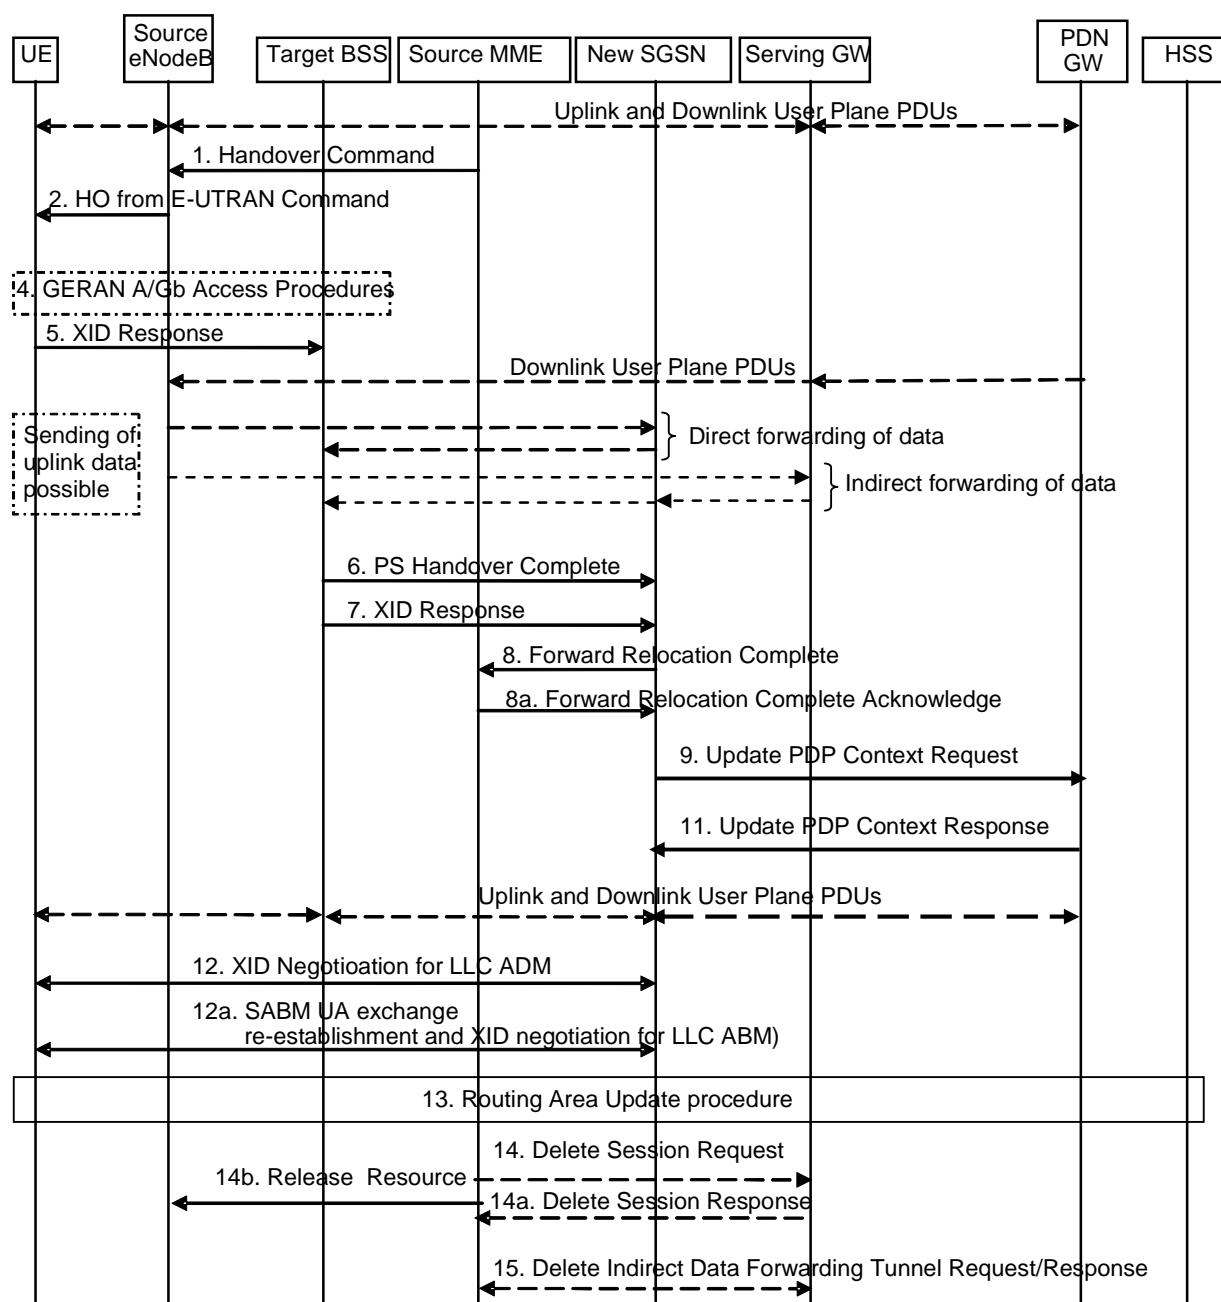 Source
eNodeB
UE
Target BSS
Source MME
New SGSN
Serving GW
PDN
GW
HSS
Uplink and Downlink User Plane PDUs
1. Handover Command
2. HO from E-UTRAN Command
4. GERAN A/Gb Access Procedures
5. XID Response
Downlink User Plane PDUs
Sending of
uplink data
possible
Direct forwarding of data
Indirect forwarding of data
6. PS Handover Complete
7. XID Response
8. Forward Relocation Complete
8a. Forward Relocation Complete Acknowledge
9. Update PDP Context Request
11. Update PDP Context Response
Uplink and Downlink User Plane PDUs
12. XID Negotioation for LLC ADM
12a. SABM UA exchange
re-establishment and XID negotiation for LLC ABM)
13. Routing Area Update procedure
14. Delete Session Request
14b. Release Resource
14a. Delete Session Response
15. Delete Indirect Data Forwarding Tunnel Request/Response